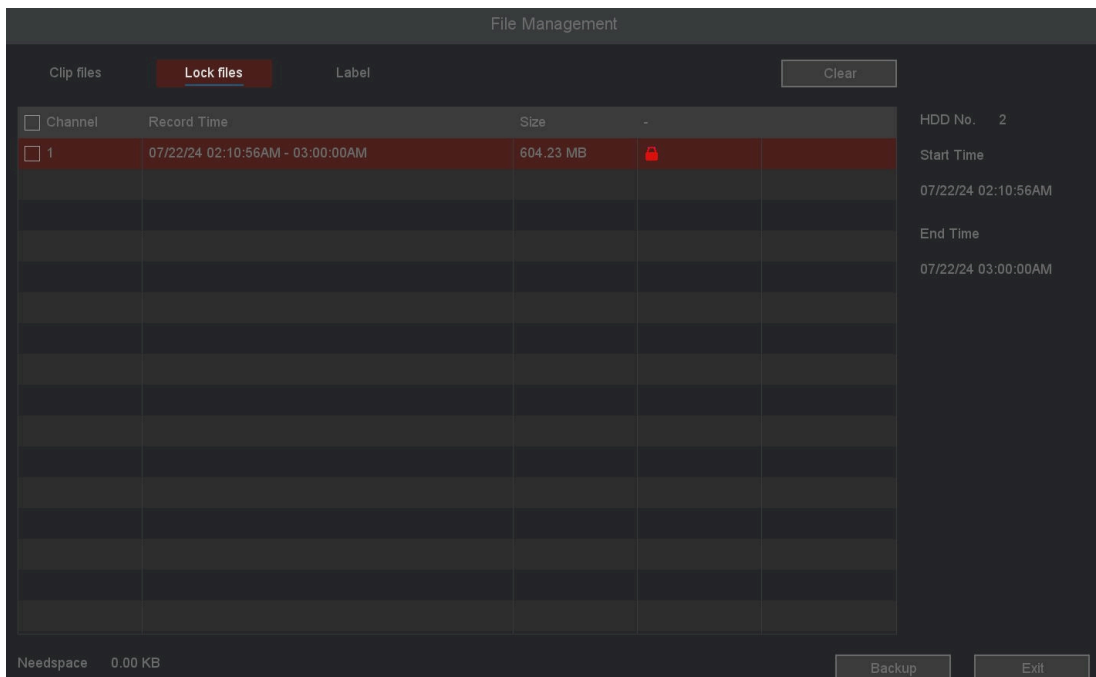 File Management
Clip files Lock files Label Clear
Channel Record Time Size -
1 07/22/24 02:10:56AM - 03:00:00AM 604.23 MB
HDD No. 2
Start Time
07/22/24 02:10:56AM
End Time
07/22/24 03:00:00AM
Needspace 0.00 KB
Backup Exit